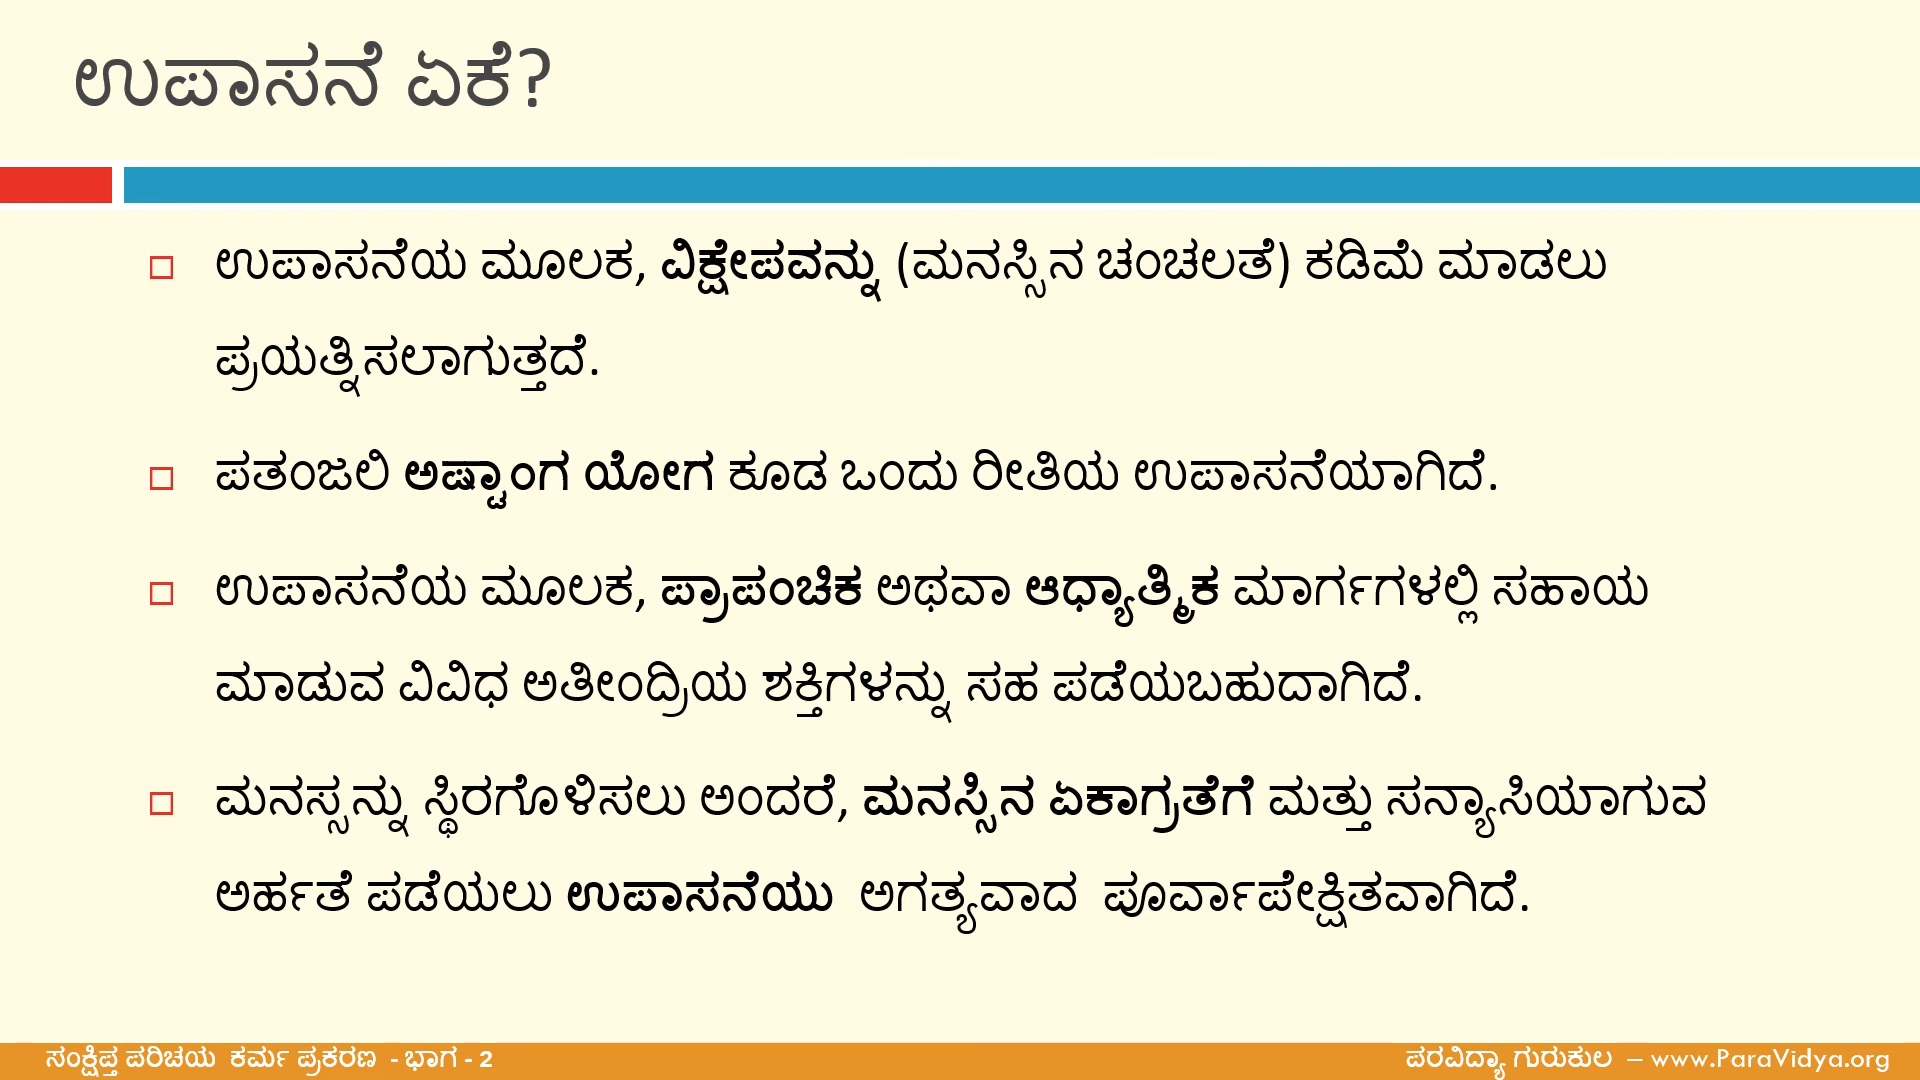 ಉಪಾಸನೆ ಏಕೆ?
ಉಪಾಸನೆಯ ಮೂಲಕ, ವಿಕ್ಷೇಪವನ್ನು (ಮನಸ್ಸಿನ ಚಂಚಲತೆ) ಕಡಿಮೆ ಮಾಡಲು
ಪ್ರಯತ್ನಿಸಲಾಗುತ್ತದೆ.
ಪತಂಜಲಿ ಅಷ್ಟಾಂಗ ಯೋಗ ಕೂಡ ಒಂದು ರೀತಿಯ ಉಪಾಸನೆಯಾಗಿದೆ.
ಉಪಾಸನೆಯ ಮೂಲಕ, ಪ್ರಾಪಂಚಿಕ ಅಥವಾ ಆಧ್ಯಾತ್ಮಿಕ ಮಾರ್ಗಗಳಲ್ಲಿ ಸಹಾಯ
ಮಾಡುವ ವಿವಿಧ ಅತೀಂದ್ರಿಯ ಶಕ್ತಿಗಳನ್ನು ಸಹ ಪಡೆಯಬಹುದಾಗಿದೆ.
ಮನಸ್ಸನ್ನು ಸ್ಥಿರಗೊಳಿಸಲು ಅಂದರೆ, ಮನಸ್ಸಿನ ಏಕಾಗ್ರತೆಗೆ ಮತ್ತು ಸನ್ಯಾಸಿಯಾಗುವ
ಅರ್ಹತೆ ಪಡೆಯಲು ಉಪಾಸನೆಯು ಅಗತ್ಯವಾದ ಪೂರ್ವಾಪೇಕ್ಷಿತವಾಗಿದೆ.
ಸಂಕ್ಷಿಪ್ತ ಪರಿಚಯ ಕರ್ಮ ಪ್ರಕರಣ - ಭಾಗ - 2
ಪರವಿದ್ಯಾ ಗುರುಕುಲ – www.ParaVidya.org